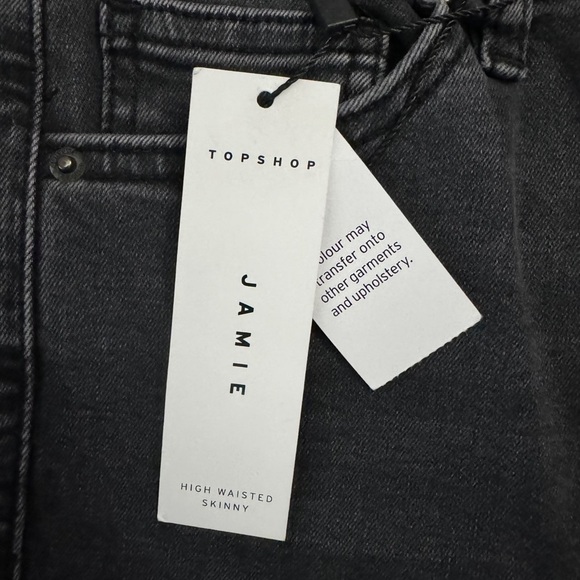 TOPSHOP
JAMIE
HIGH WAISTED
SKINNY
olour may
transfer onto
other garments
and upholstery.